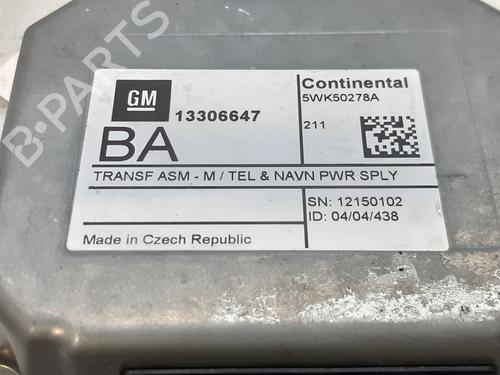 B-PARTS
GM
13306647
Continental
5WK50278A
211
BA
TRANSF ASM - M / TEL & NAVN PWR SPLY
SN: 12150102
ID: 04/04/438
Made in Czech Republic